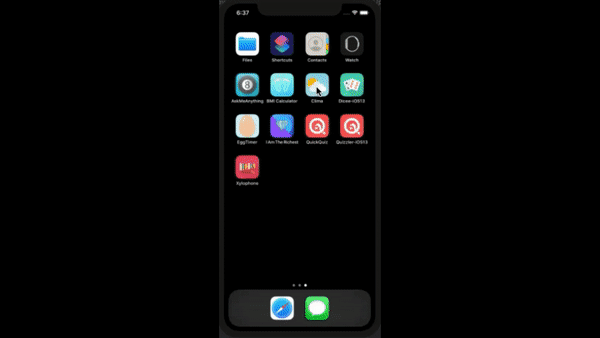 6:37
Files Shortcuts Contacts Watch
AskMeAnything BMI Calculator Clima Dicee-iOS13
EggTimer I Am The Richest QuickQuiz Quizzler-iOS13
Xylophone